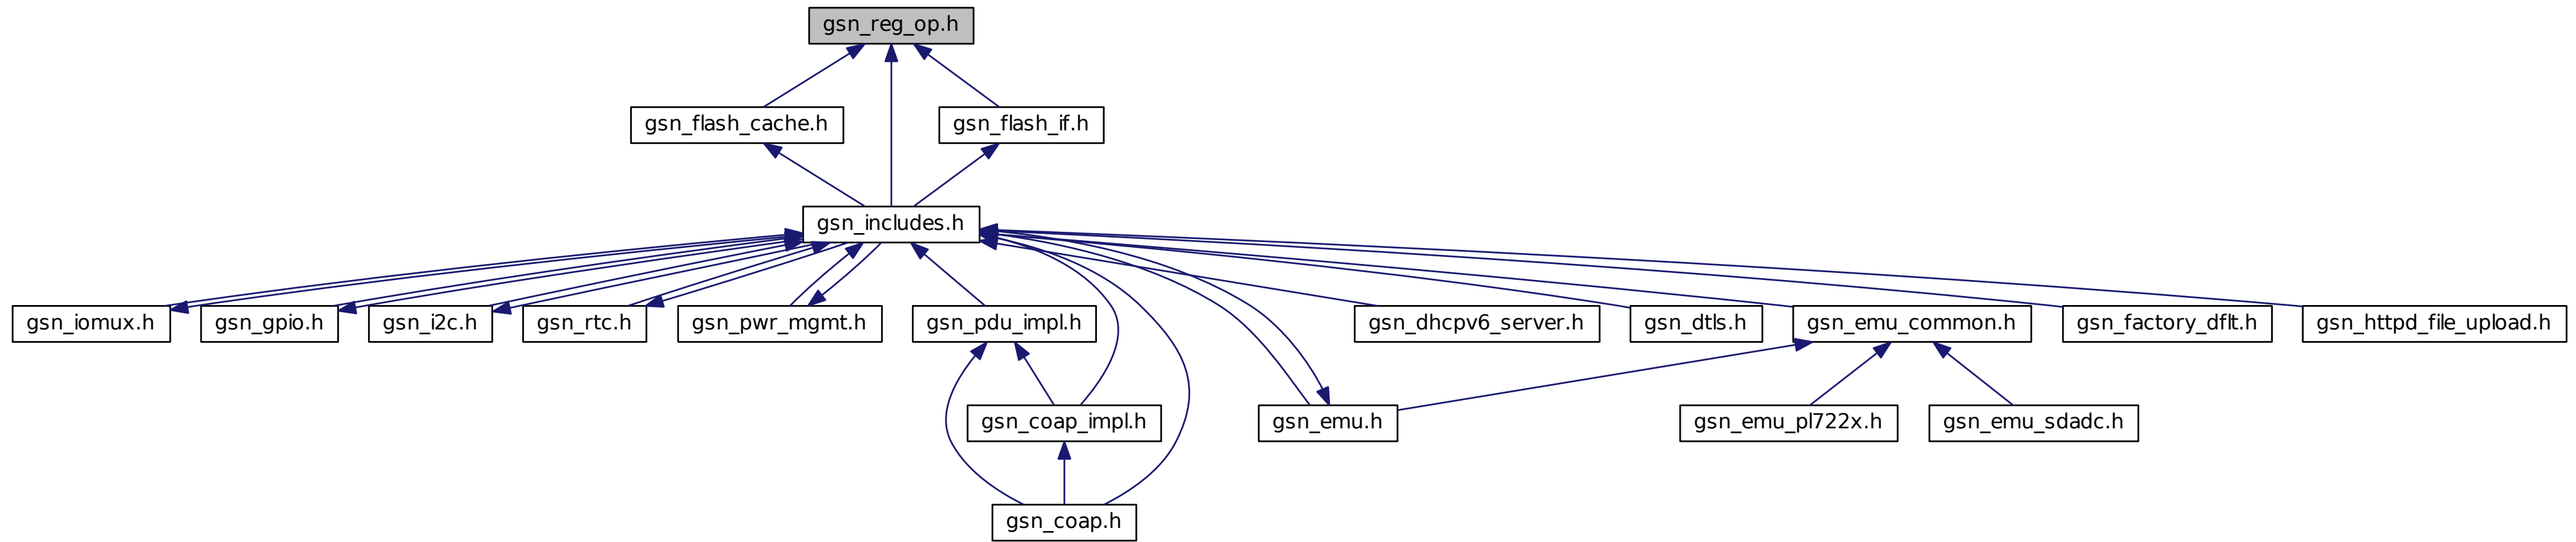 gsn_reg_op.h
gsn_flash_cache.h
gsn_flash_if.h
gsn_includes.h
gsn_iomux.h
gsn_gpio.h
gsn_i2c.h
gsn_rtc.h
gsn_pwr_mgmt.h
gsn_pdu_impl.h
gsn_dhcpv6_server.h
gsn_dtls.h
gsn_emu_common.h
gsn_factory_dflt.h
gsn_httpd_file_upload.h
gsn_coap_impl.h
gsn_emu.h
gsn_emu_pl722x.h
gsn_emu_sdadc.h
gsn_coap.h